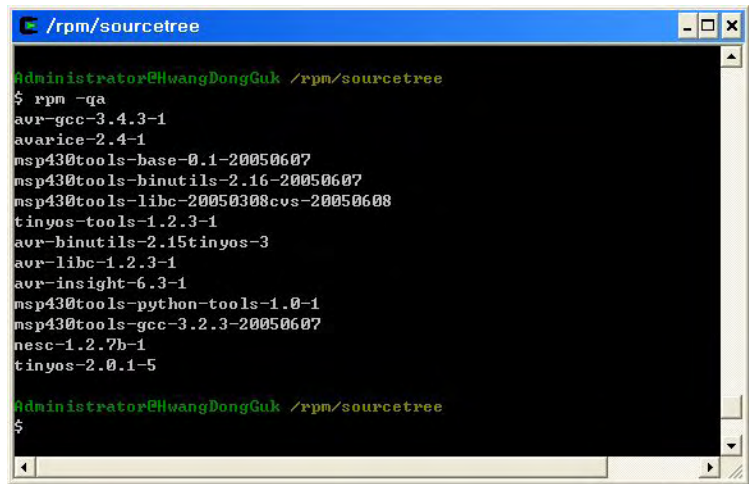 /rpm/sourcetree
Administrator@HwangDongGuk /rpm/sourcetree
$ rpm -qa
avr-gcc-3.4.3-1
avarice-2.4-1
msp430tools-base-0.1-20050607
msp430tools-binutils-2.16-20050607
msp430tools-libc-20050308cvs-20050608
tinyos-tools-1.2.3-1
avr-binutils-2.15tinyos-3
avr-libc-1.2.3-1
avr-insight-6.3-1
msp430tools-python-tools-1.0-1
msp430tools-gcc-3.2.3-20050607
nesc-1.2.7b-1
tinyos-2.0.1-5
Administrator@HwangDongGuk /rpm/sourcetree
$